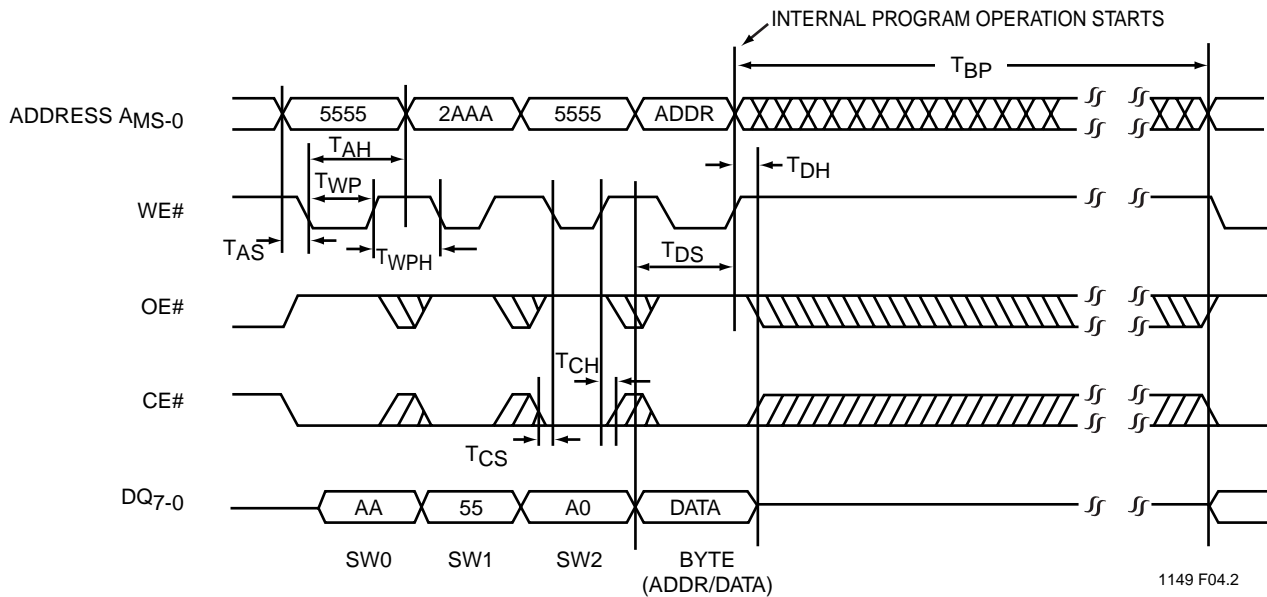 INTERNAL PROGRAM OPERATION STARTS
TBP
ADDRESS AMS-0
5555
2AAA
5555
ADDR
TAH
TDH
TWP
WE#
TAS
TWPH
TDS
OE#
TCH
CE#
TCS
DQ7-0
AA
55
A0
DATA
SW0
SW1
SW2
BYTE
(ADDR/DATA)
1149 F04.2